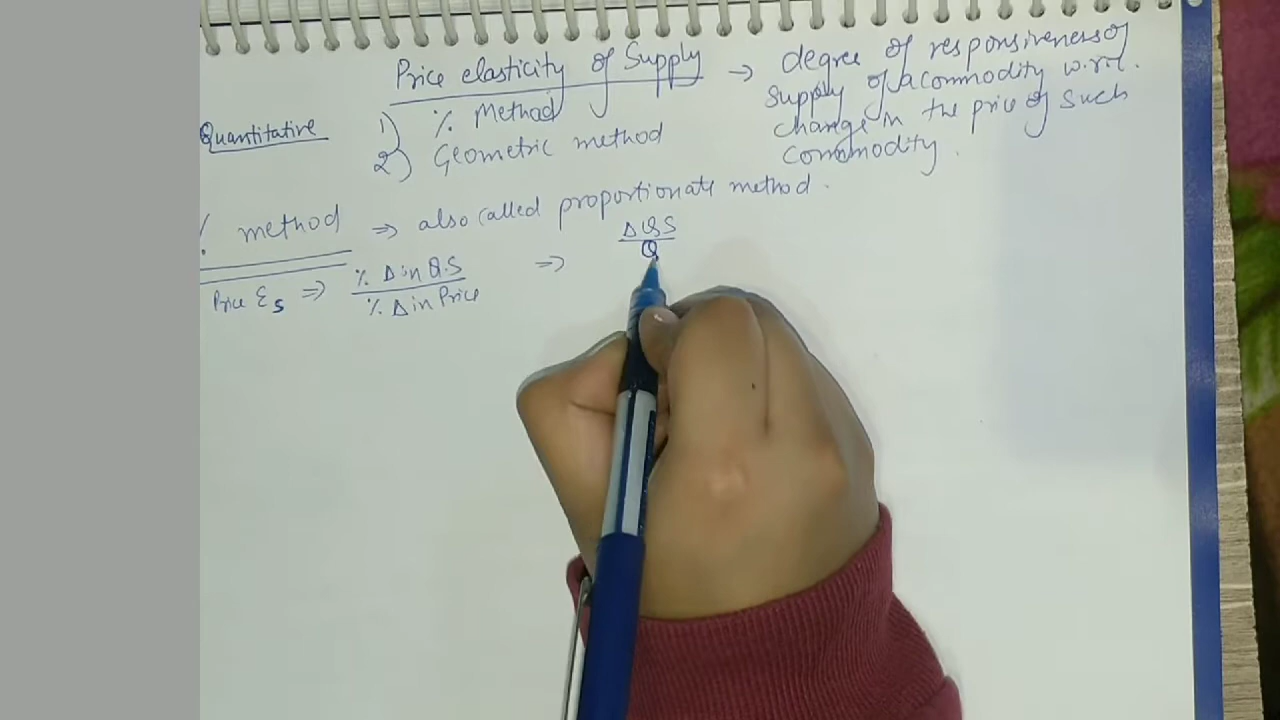 Price elasticity of Supply → degree of responsiveness of
supply of a commodity w.r.t.
change in the price of such
commodity.
Quantitative
1) % Method
2) Geometric method
% method ⇒ also called proportionate method.
Price Es ⇒ % Δ in Q.S / % Δ in Price ⇒ ΔQS / Q